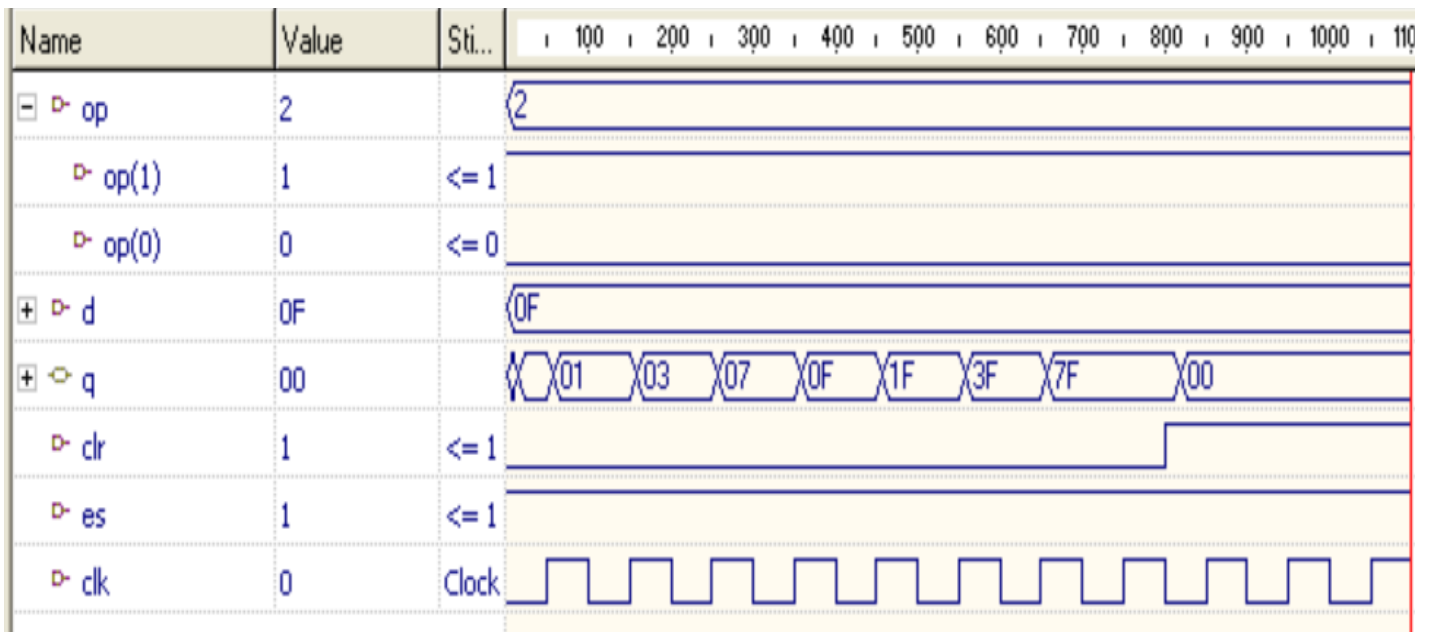 Name Value Sti... 100 200 300 400 500 600 700 800 900 1000 110
op 2 2
op(1) 1 <= 1
op(0) 0 <= 0
d 0F 0F
q 00 01 03 07 0F 1F 3F 7F 00
clr 1 <= 1
es 1 <= 1
clk 0 Clock